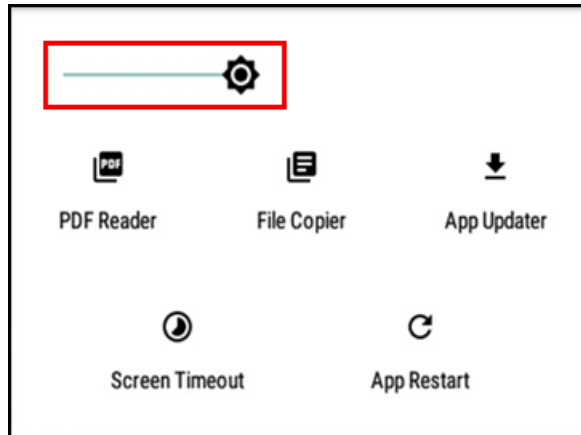 PDF
PDF Reader
File Copier
App Updater
Screen Timeout
App Restart